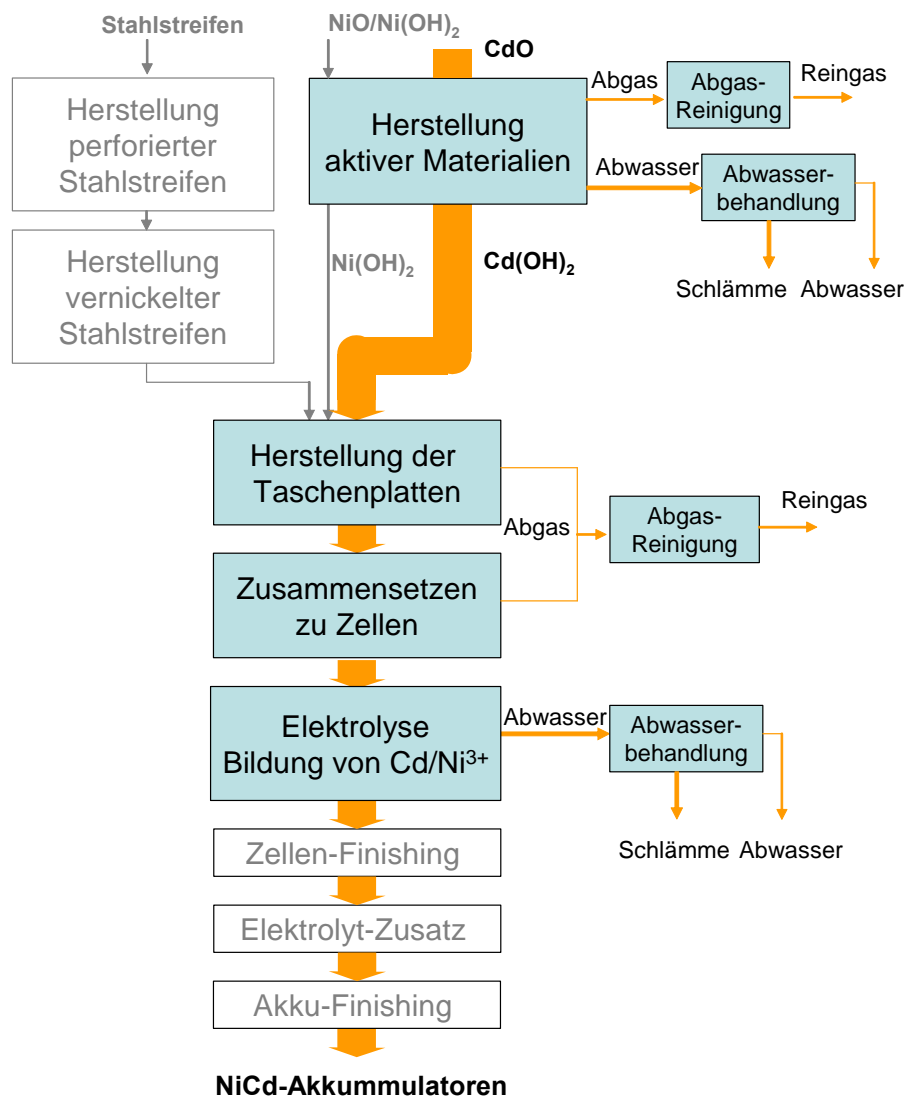 Stahlstreifen
NiO/Ni(OH)₂
CdO
Herstellung
perforierter
Stahlstreifen
Herstellung
aktiver Materialien
Abgas
Abgas-
Reinigung
Reingas
Abwasser
Abwasser-
behandlung
Schlämme
Abwasser
Herstellung
vernickelter
Stahlstreifen
Ni(OH)₂
Cd(OH)₂
Herstellung der
Taschenplatten
Abgas
Abgas-
Reinigung
Reingas
Zusammensetzen
zu Zellen
Elektrolyse
Bildung von Cd/Ni³⁺
Abwasser
Abwasser-
behandlung
Schlämme
Abwasser
Zellen-Finishing
Elektrolyt-Zusatz
Akku-Finishing
NiCd-Akkummulatoren